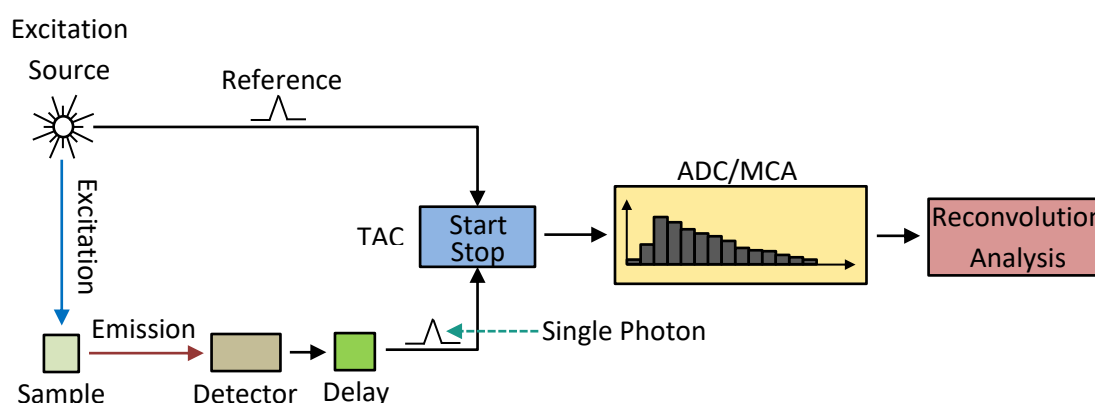 Excitation
Source
Reference
Excitation
ADC/MCA
TAC
Start
Stop
Reconvolution
Analysis
Emission
Single Photon
Sample
Detector
Delay